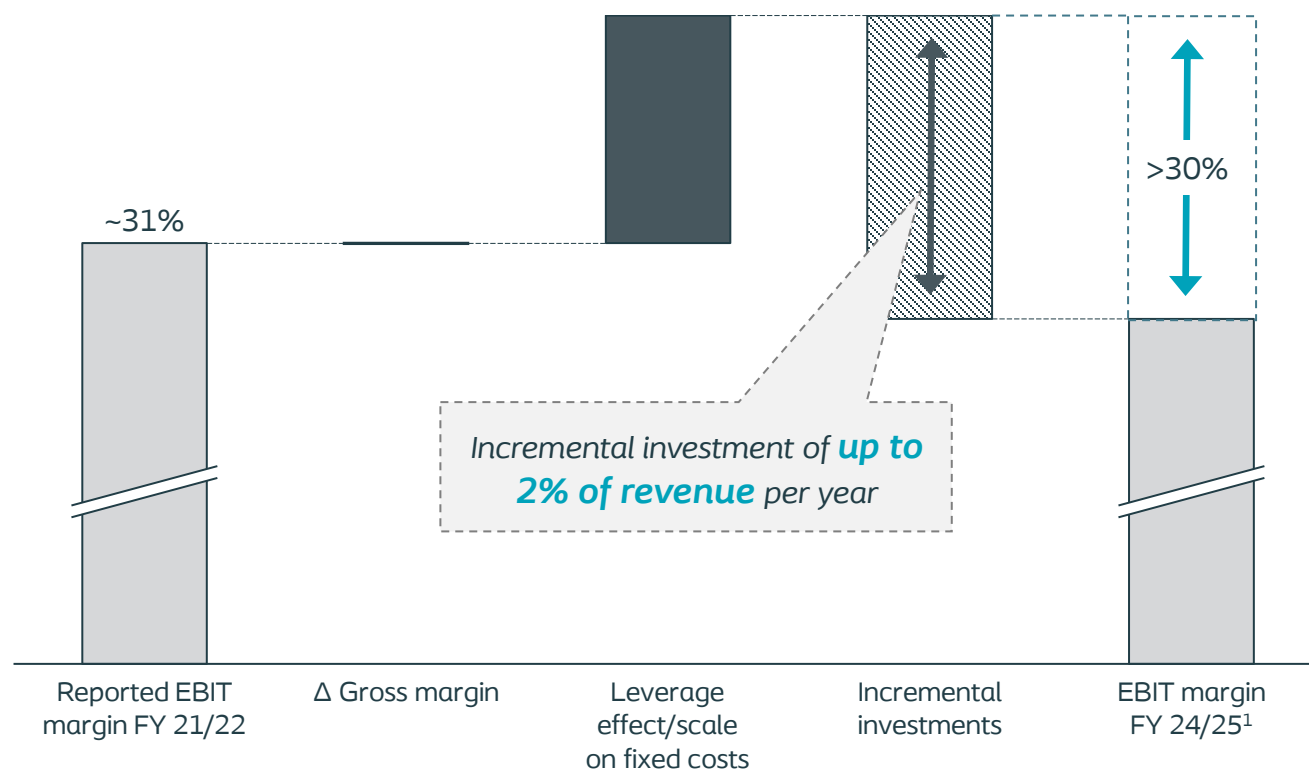 ~31%
>30%
Incremental investment of up to
2% of revenue per year
Reported EBIT
margin FY 21/22
Δ Gross margin
Leverage
effect/scale
on fixed costs
Incremental
investments
EBIT margin
FY 24/25¹